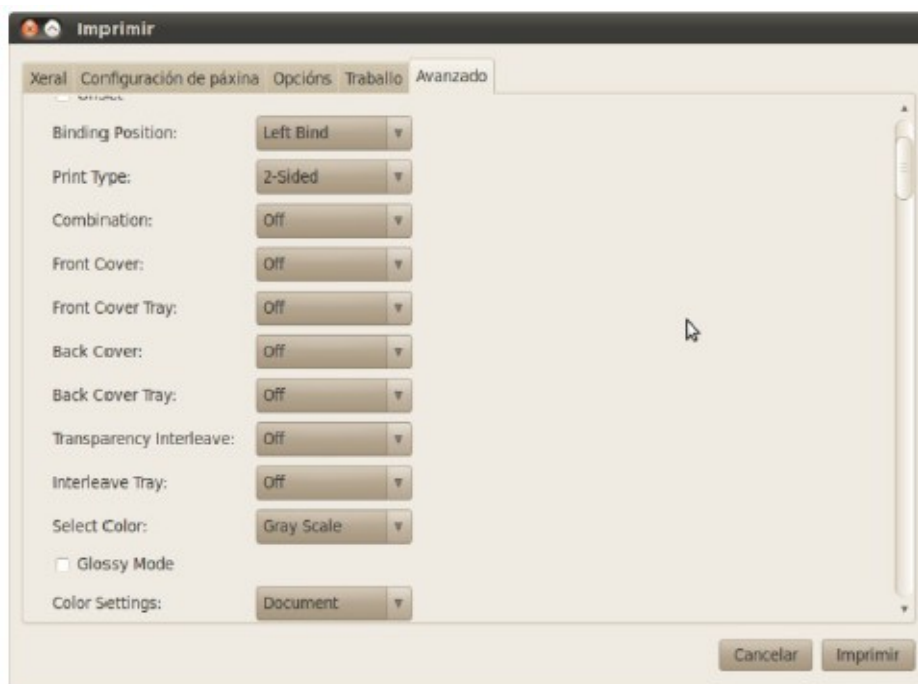 Imprimir
Xeral Configuración de páxina Opcións Traballo Avanzado
Offset
Binding Position: Left Bind
Print Type: 2-Sided
Combination: Off
Front Cover: Off
Front Cover Tray: Off
Back Cover: Off
Back Cover Tray: Off
Transparency Interleave: Off
Interleave Tray: Off
Select Color: Gray Scale
Glossy Mode
Color Settings: Document
Cancelar Imprimir